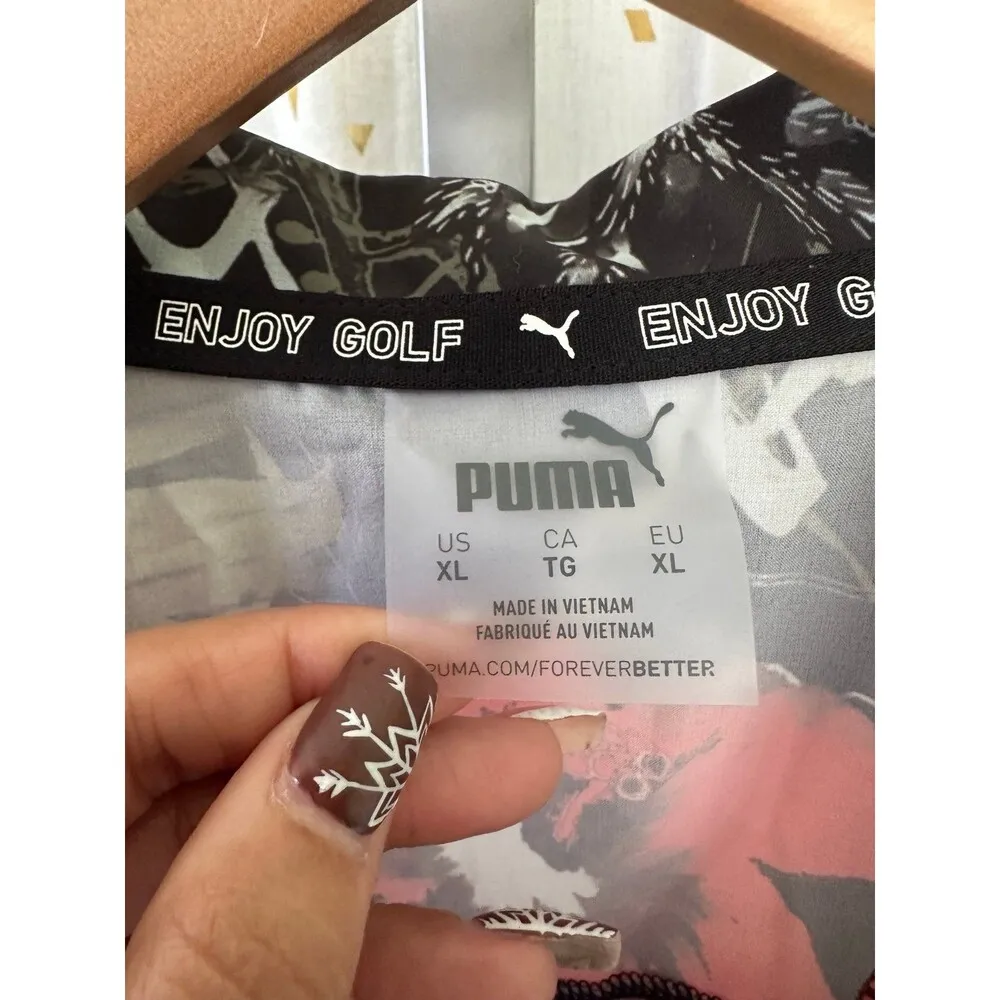 ENJOY GOLF ENJOY G
PUMA
US CA EU
XL TG XL
MADE IN VIETNAM
FABRIQUÉ AU VIETNAM
PUMA.COM/FOREVERBETTER